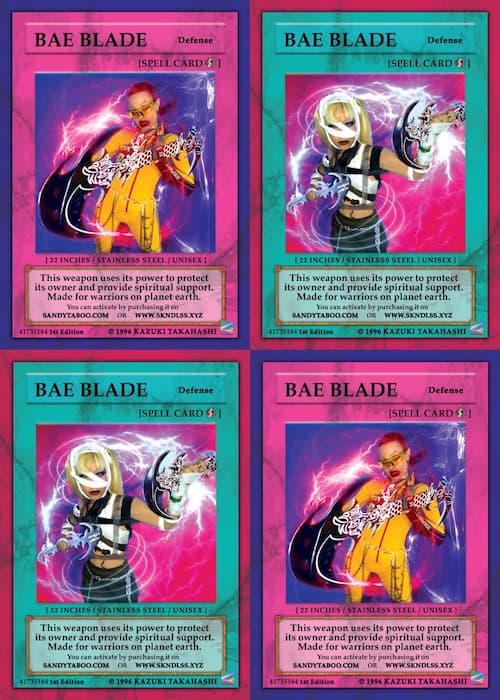 BAE BLADE Defense
[SPELL CARD ]
[ 22 INCHES / STAINLESS STEEL / UNISEX ]
This weapon uses its power to protect
its owner and provide spiritual support.
Made for warriors on planet earth.
You can activate by purchasing it on
SANDYTABOO.COM OR WWW.SKNDLSS.XYZ
41735184 1st Edition © 1996 KAZUKI TAKAHASHI
BAE BLADE Defense
[SPELL CARD ]
[ 22 INCHES / STAINLESS STEEL / UNISEX ]
This weapon uses its power to protect
its owner and provide spiritual support.
Made for warriors on planet earth.
You can activate by purchasing it on
SANDYTABOO.COM OR WWW.SKNDLSS.XYZ
41735184 1st Edition © 1996 KAZUKI TAKAHASHI
BAE BLADE Defense
[SPELL CARD ]
[ 22 INCHES / STAINLESS STEEL / UNISEX ]
This weapon uses its power to protect
its owner and provide spiritual support.
Made for warriors on planet earth.
You can activate by purchasing it on
SANDYTABOO.COM OR WWW.SKNDLSS.XYZ
41735184 1st Edition © 1996 KAZUKI TAKAHASHI
BAE BLADE Defense
[SPELL CARD ]
[ 22 INCHES / STAINLESS STEEL / UNISEX ]
This weapon uses its power to protect
its owner and provide spiritual support.
Made for warriors on planet earth.
You can activate by purchasing it on
SANDYTABOO.COM OR WWW.SKNDLSS.XYZ
41735184 1st Edition © 1996 KAZUKI TAKAHASHI